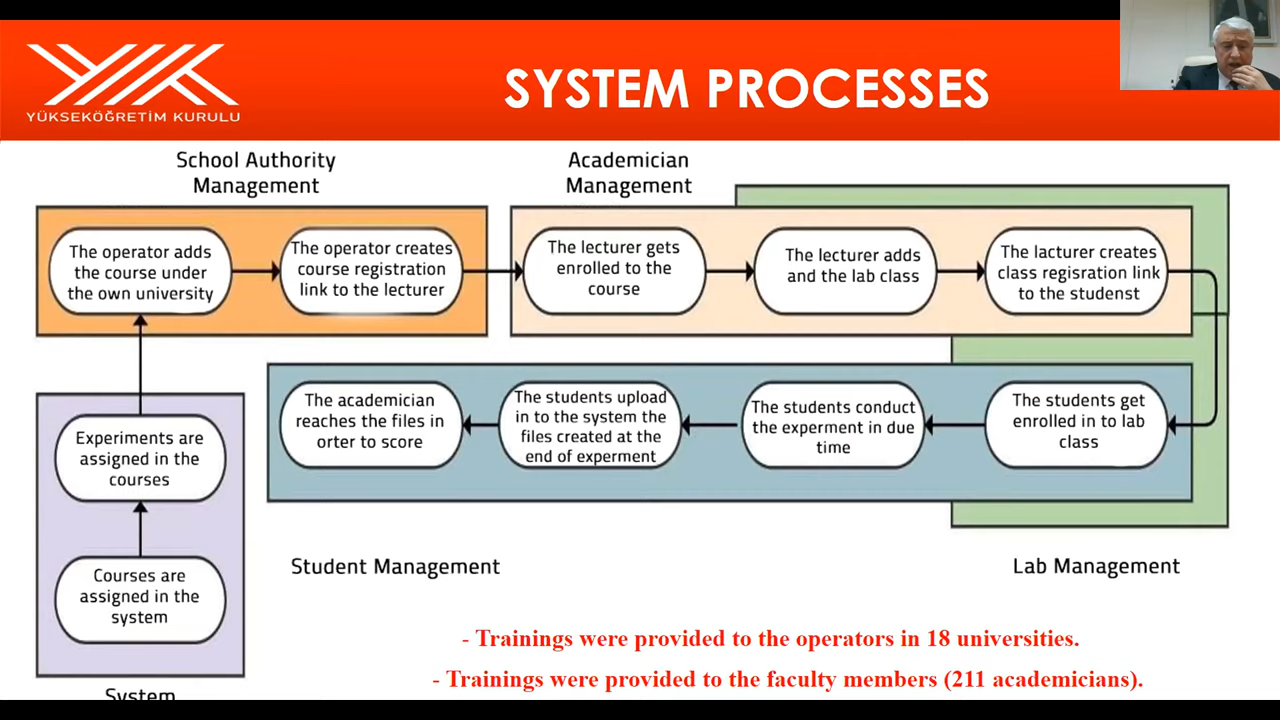 YÜKSEKÖĞRETİM KURULU
SYSTEM PROCESSES
School Authority
Management
Academician
Management
The operator adds
the course under
the own university
The operator creates
course registration
link to the lecturer
The lecturer gets
enrolled to the
course
The lecturer adds
and the lab class
The lacturer creates
class regisration link
to the studenst
The academician
reaches the files in
orter to score
The students upload
in to the system the
files created at the
end of experment
The students conduct
the experment in due
time
The students get
enrolled in to lab
class
Experiments are
assigned in the
courses
Courses are
assigned in the
system
Student Management
Lab Management
- Trainings were provided to the operators in 18 universities.
- Trainings were provided to the faculty members (211 academicians).
System